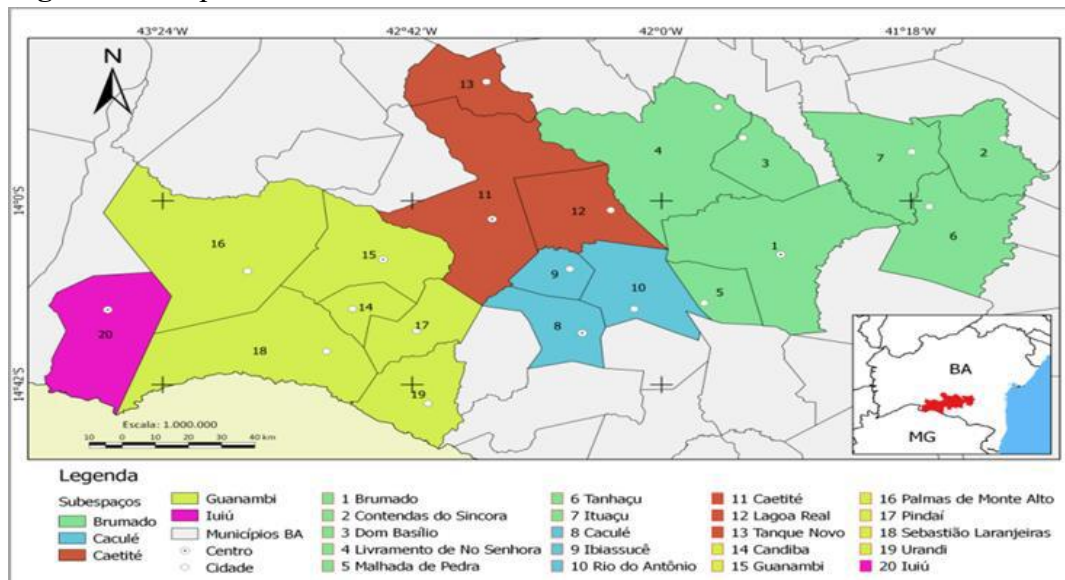 43°24'W 42°42'W 42°0'W 41°18'W
N
13
4
3
7
2
14°0'S
11
12
16
15
1
6
9
10
5
20
14
17
8
18
19
14°42'S
BA
MG
Escala: 1.000.000
10 0 10 20 30 40 km
Legenda
Subespaços
Brumado
Caculé
Caetité
Guanambi
Iuiú
Municípios BA
Centro
Cidade
1 Brumado
2 Contendas do Sincora
3 Dom Basílio
4 Livramento de No Senhora
5 Malhada de Pedra
6 Tanhaçu
7 Ituaçu
8 Caculé
9 Ibiassucê
10 Rio do Antônio
11 Caetité
12 Lagoa Real
13 Tanque Novo
14 Candiba
15 Guanambi
16 Palmas de Monte Alto
17 Pindaí
18 Sebastião Laranjeiras
19 Urandi
20 Iuiú